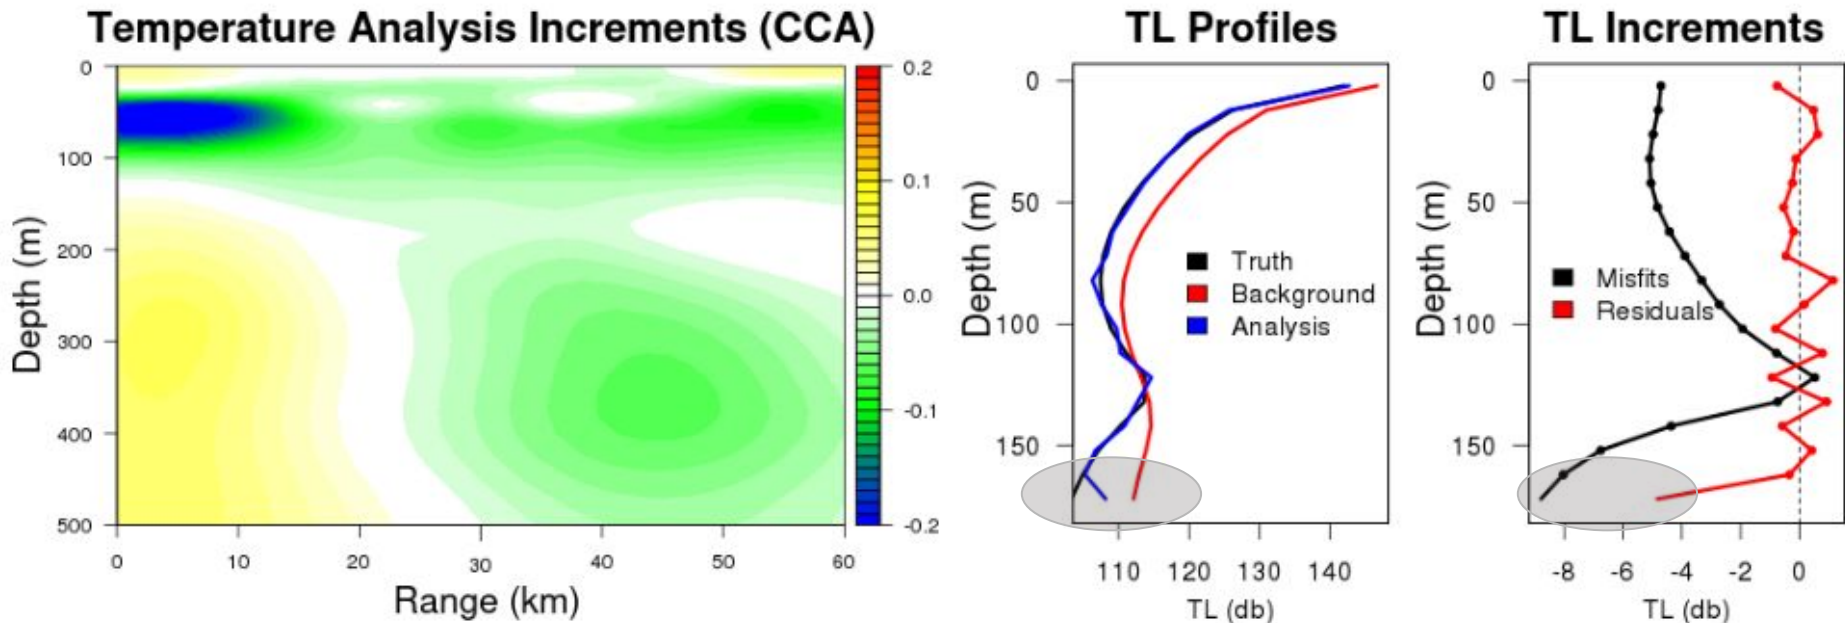 Temperature Analysis Increments (CCA)
0
100
200
300
400
500
Depth (m)
0
10
20
30
40
50
60
Range (km)
0.2
0.1
0.0
-0.1
-0.2
TL Profiles
0
50
100
150
Depth (m)
Truth
Background
Analysis
110 120 130 140
TL (db)
TL Increments
0
50
100
150
Depth (m)
Misfits
Residuals
-8 -6 -4 -2 0
TL (db)